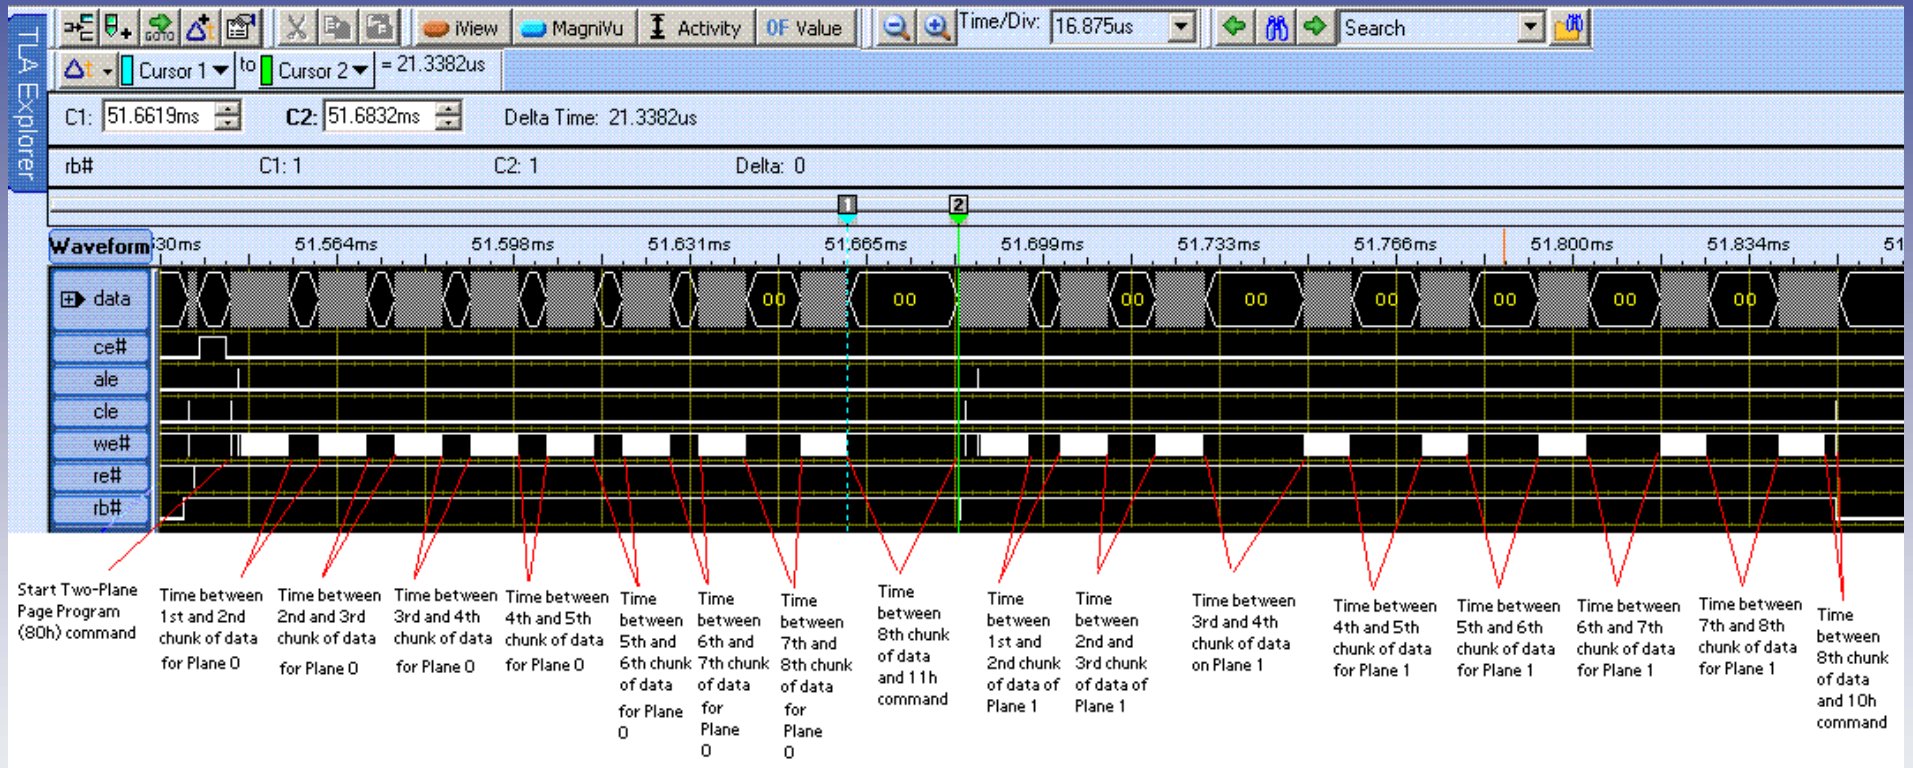 TLA Explorer
GOTO
iView
MagniVu
Activity
0F Value
Time/Div:
16.875us
Search
Δt
Cursor 1
to
Cursor 2
= 21.3382us
C1: 51.6619ms
C2: 51.6832ms
Delta Time: 21.3382us
rb#
C1: 1
C2: 1
Delta: 0
1
2
Waveform
30ms
51.564ms
51.598ms
51.631ms
51.665ms
51.699ms
51.733ms
51.766ms
51.800ms
51.834ms
51
data
00
00
00
00
00
00
00
00
ce#
ale
cle
we#
re#
rb#
Start Two-Plane
Page Program
(80h) command
Time between
1st and 2nd
chunk of data
for Plane 0
Time between
2nd and 3rd
chunk of data
for Plane 0
Time between
3rd and 4th
chunk of data
for Plane 0
Time between
4th and 5th
chunk of data
for Plane 0
Time
between
5th and
6th chunk
of data
for Plane
0
Time
between
6th and
7th chunk
of data
for
Plane
0
Time
between
7th and
8th chunk
of data
for
Plane
0
Time
between
8th chunk
of data
and 11h
command
Time
between
1st and
2nd chunk
of data of
Plane 1
Time
between
2nd and
3rd chunk
of data of
Plane 1
Time between
3rd and 4th
chunk of data
on Plane 1
Time between
4th and 5th
chunk of data
for Plane 1
Time between
5th and 6th
chunk of data
for Plane 1
Time between
6th and 7th
chunk of data
for Plane 1
Time between
7th and 8th
chunk of data
for Plane 1
Time
between
8th chunk
of data
and 10h
command